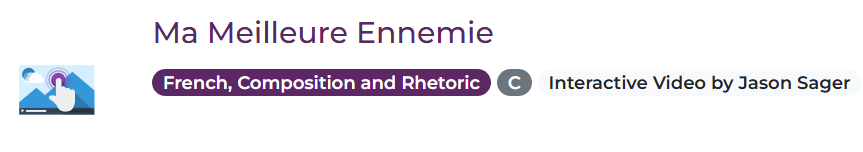 Ma Meilleure Ennemie
French, Composition and Rhetoric C Interactive Video by Jason Sager